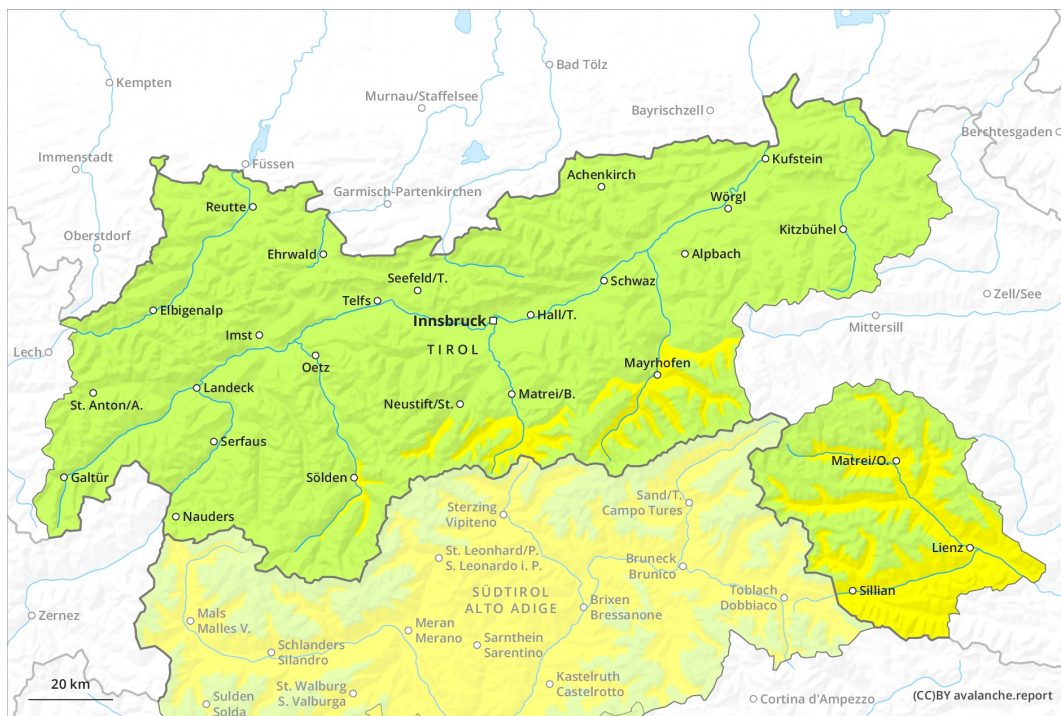 Kempten
Bad Tölz
Murnau/Staffelsee
Bayrischzell
Berchtesgaden
Immenstadt
Füssen
Kufstein
Achenkirch
Garmisch-Partenkirchen
Wörgl
Reutte
Oberstdorf
Kitzbühel
Ehrwald
Alpbach
Seefeld/T.
Schwaz
Telfs
Zell/See
Elbigenalp
Innsbruck
Hall/T.
Mittersill
Imst
TIROL
Lech
Oetz
Mayrhofen
Landeck
St. Anton/A.
Neustift/St.
Matrei/B.
Serfaus
Matrei/O.
Galtür
Sölden
Sand/T.
Campo Tures
Sterzing
Vipiteno
Nauders
Lienz
St. Leonhard/P.
S. Leonardo i. P.
Bruneck
Brunico
Sillian
SÜDTIROL
ALTO ADIGE
Toblach
Dobbiaco
Brixen
Bressanone
Zernez
Mals
Malles V.
Meran
Merano
Schlanders
Silandro
Sarnthein
Sarentino
Kastelruth
Castelrotto
20 km
St. Walburg
S. Valburga
Sulden
Solda
Cortina d'Ampezzo
(CC)BY avalanche.report